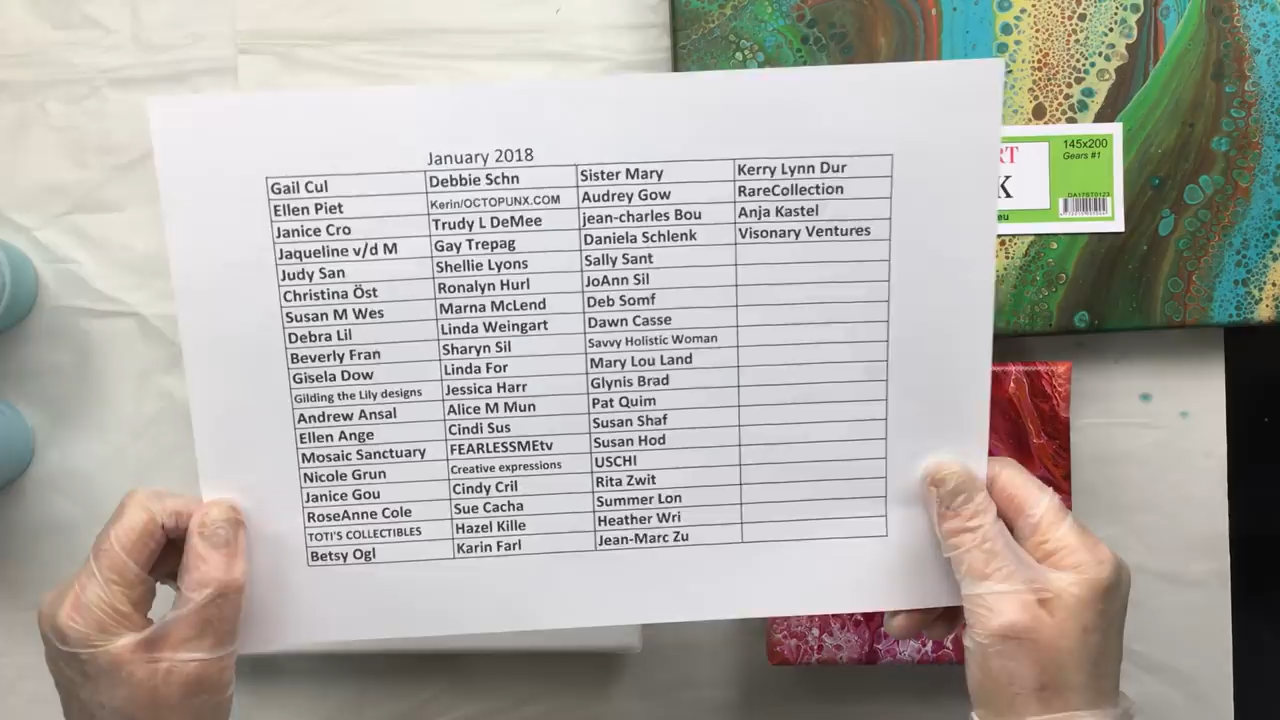 January 2018
Gail Cul
Ellen Piet
Janice Cro
Jaqueline v/d M
Judy San
Christina Öst
Susan M Wes
Debra Lil
Beverly Fran
Gisela Dow
Gilding the Lily designs
Andrew Ansal
Ellen Ange
Mosaic Sanctuary
Nicole Grun
Janice Gou
RoseAnne Cole
TOTI'S COLLECTIBLES
Betsy Ogl
Debbie Schn
Kerin/OCTOPUNX.COM
Trudy L DeMee
Gay Trepag
Shellie Lyons
Ronalyn Hurl
Marna McLend
Linda Weingart
Sharyn Sil
Linda For
Jessica Harr
Alice M Mun
Cindi Sus
FEARLESSMEtv
Creative expressions
Cindy Cril
Sue Cacha
Hazel Kille
Karin Farl
Sister Mary
Audrey Gow
jean-charles Bou
Daniela Schlenk
Sally Sant
JoAnn Sil
Deb Somf
Dawn Casse
Savvy Holistic Woman
Mary Lou Land
Glynis Brad
Pat Quim
Susan Shaf
Susan Hod
USCHI
Rita Zwit
Summer Lon
Heather Wri
Jean-Marc Zu
Kerry Lynn Dur
RareCollection
Anja Kastel
Visonary Ventures
RT
K
eu
145x200
Gears #1